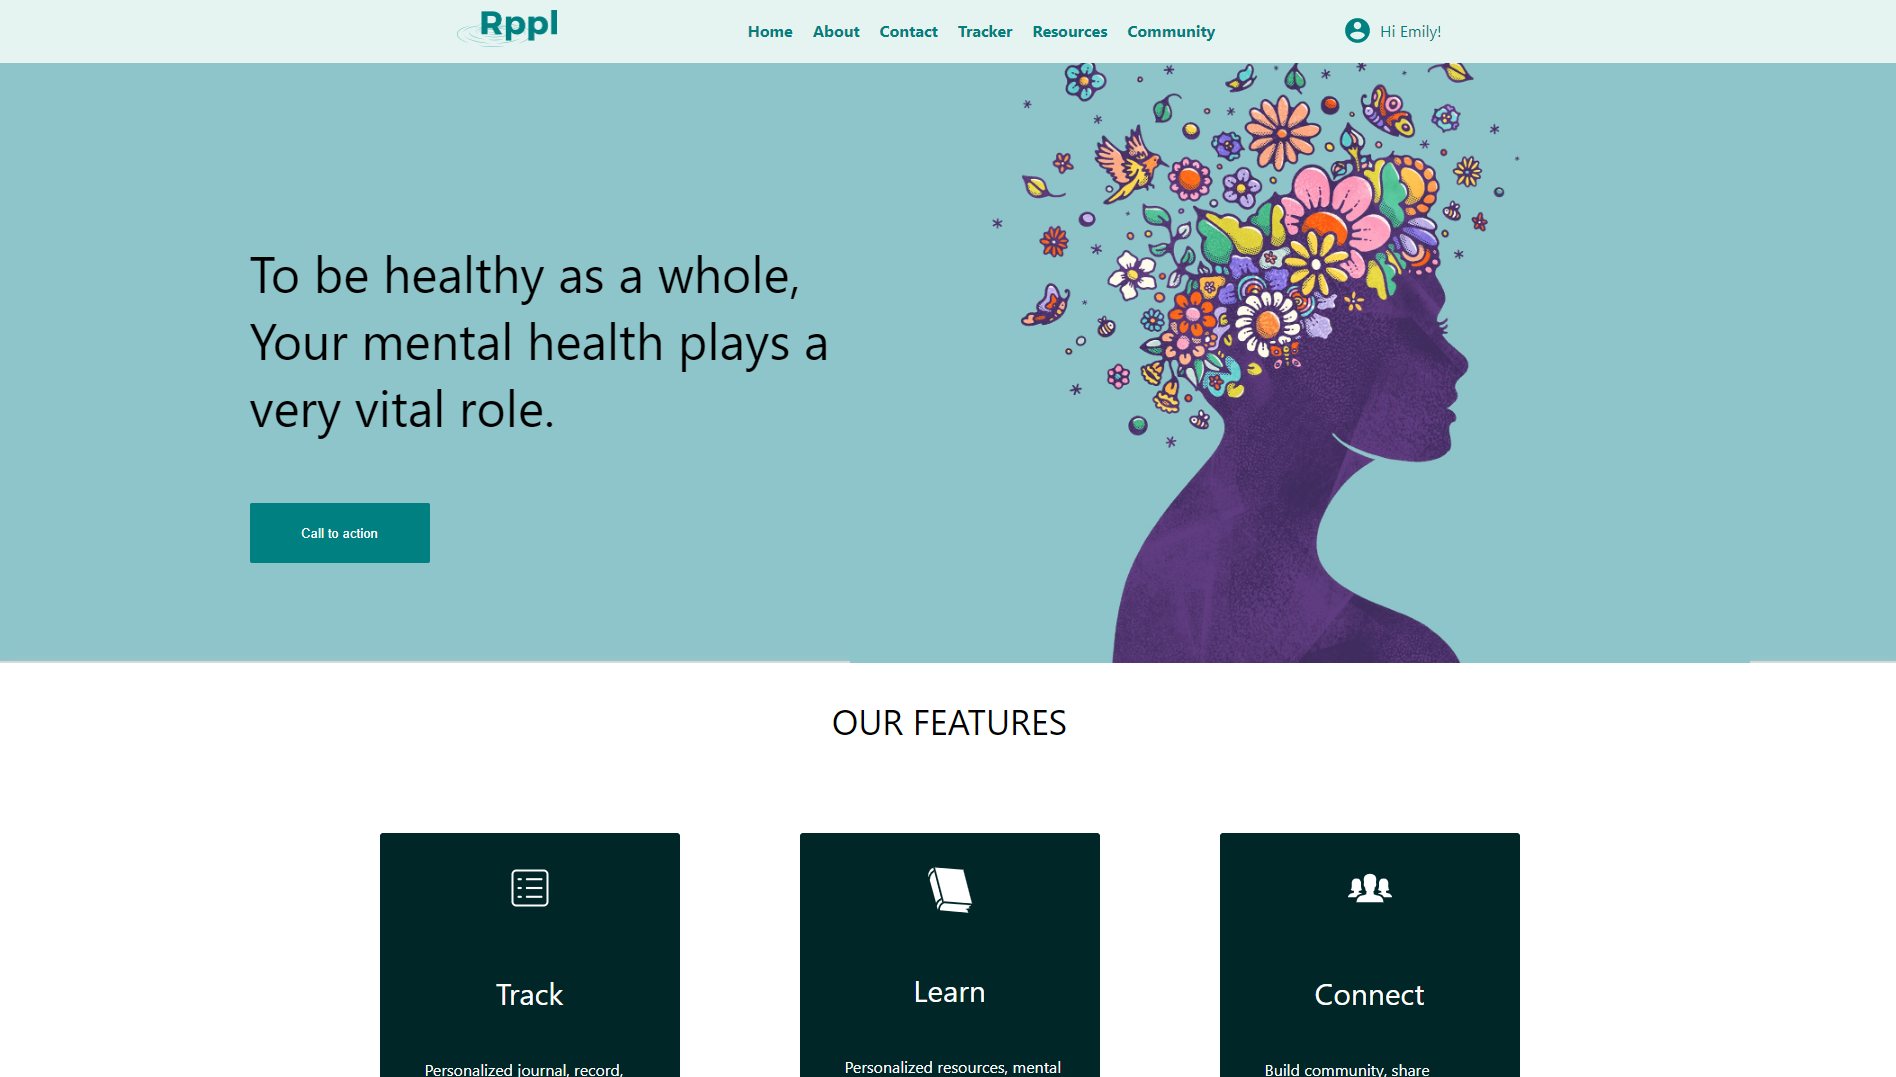 Rppl
Home About Contact Tracker Resources Community
Hi Emily!
To be healthy as a whole,
Your mental health plays a
very vital role.
Call to action
OUR FEATURES
Track
Personalized journal, record,
Learn
Personalized resources, mental
Connect
Build community, share